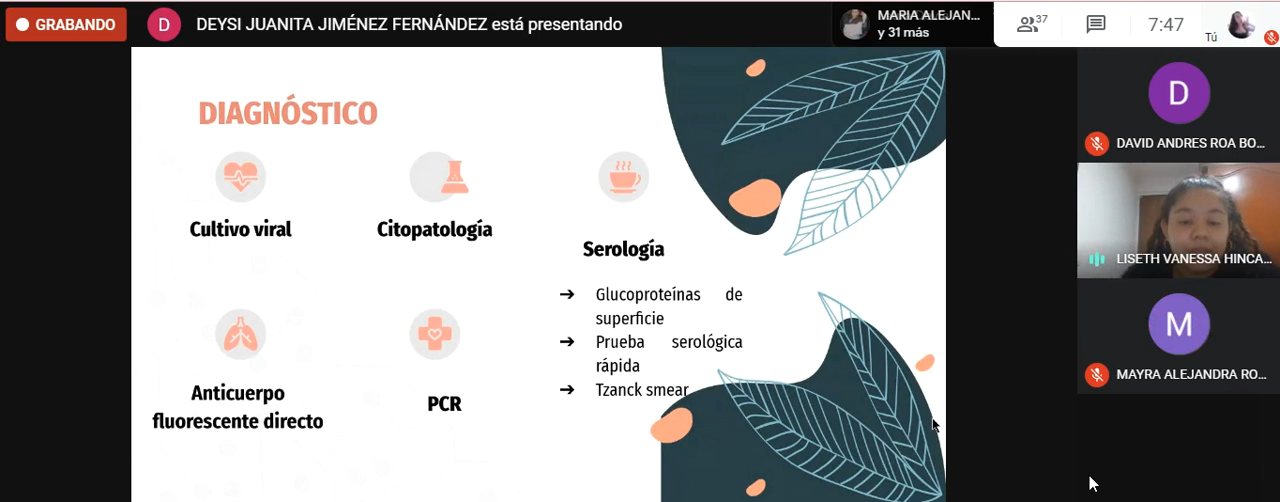 GRABANDO
D
DEYSI JUANITA JIMÉNEZ FERNÁNDEZ está presentando
MARIA ALEJAN...
y 31 más
37
7:47
Tú
DIAGNÓSTICO
Cultivo viral
Citopatología
Serología
➔ Glucoproteínas de
superficie
➔ Prueba serológica
rápida
➔ Tzanck smear
Anticuerpo
fluorescente directo
PCR
D
DAVID ANDRES ROA BO...
LISETH VANESSA HINCA...
M
MAYRA ALEJANDRA RO...